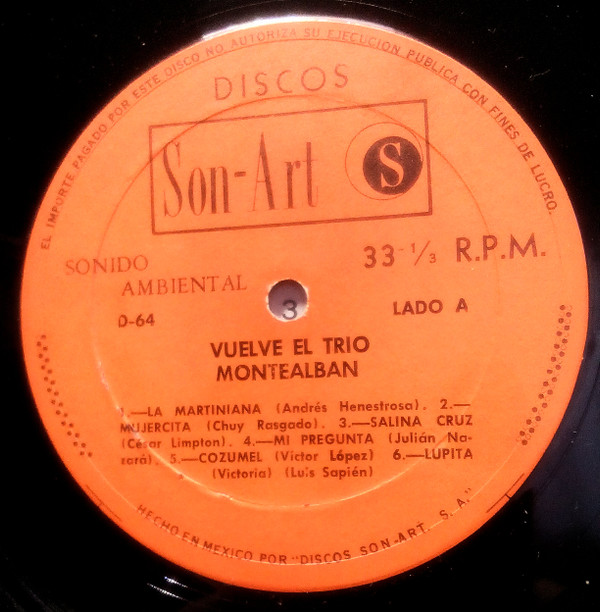 EL IMPORTE PAGADO POR ESTE DISCO NO AUTORIZA SU EJECUCION PUBLICA CON FINES DE LUCRO.
DISCOS
Son-Art S
SONIDO
AMBIENTAL
33-1/3 R.P.M.
3
D-64
LADO A
VUELVE EL TRIO
MONTEALBAN
1.—LA MARTINIANA (Andrés Henestrosa). 2.—
MUJERCITA (Chuy Rasgado). 3.—SALINA CRUZ
(César Limpton). 4.—MI PREGUNTA (Julián Na-
zará). 5.—COZUMEL (Victor López) 6.—LUPITA
(Victoria) (Luis Sapién)
HECHO EN MEXICO POR "DISCOS SON-ART. S. A."